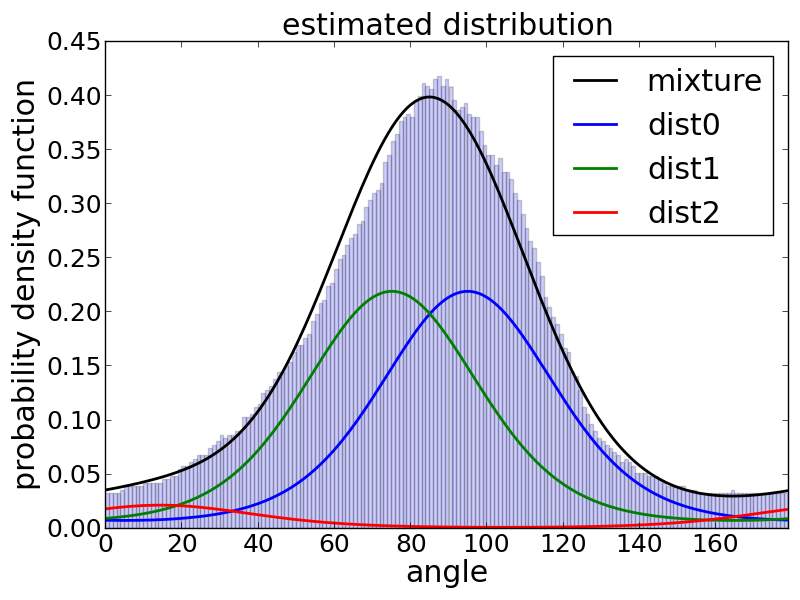 estimated distribution
probability density function
0.45
0.40
0.35
0.30
0.25
0.20
0.15
0.10
0.05
0.00
mixture
dist0
dist1
dist2
0 20 40 60 80 100 120 140 160
angle